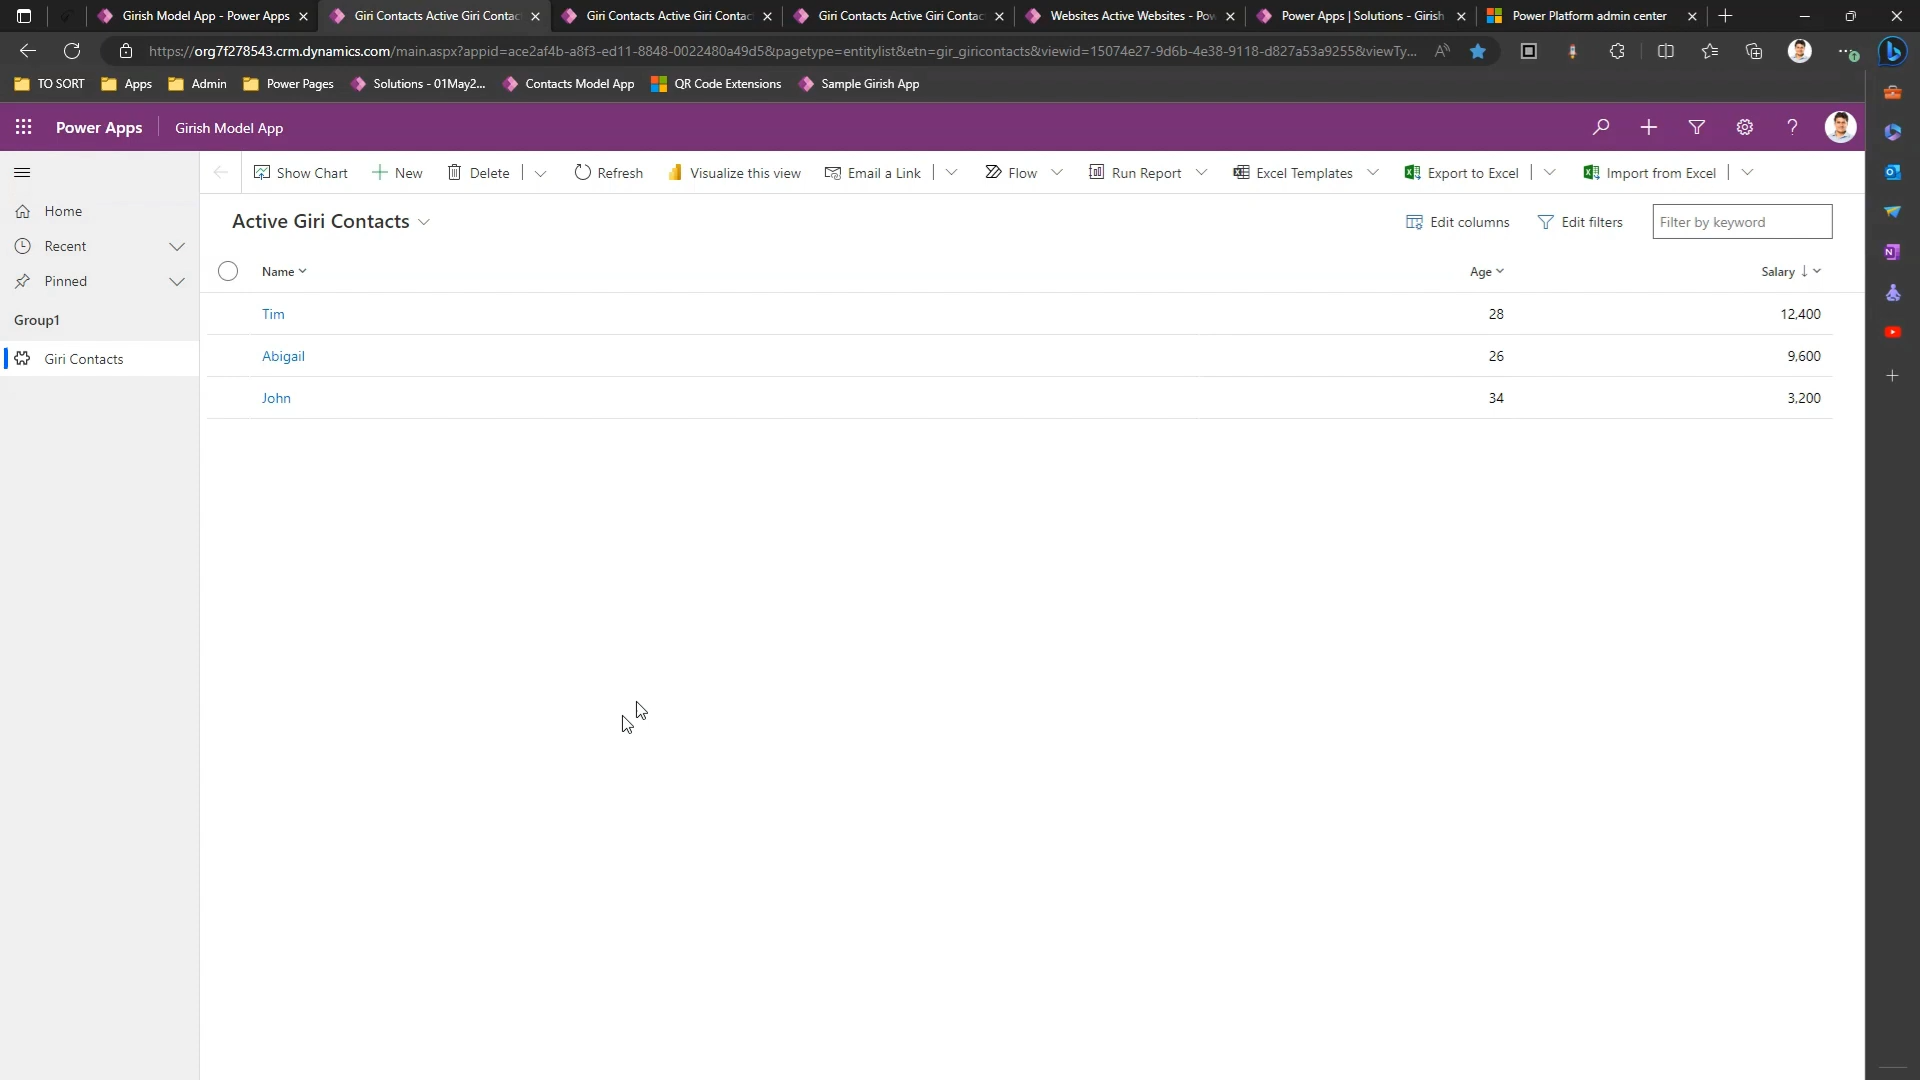 Girish Model App - Power Apps
Giri Contacts Active Giri Contac
Giri Contacts Active Giri Contac
Giri Contacts Active Giri Contac
Websites Active Websites - Pow
Power Apps | Solutions - Girish
Power Platform admin center
https://org7f278543.crm.dynamics.com/main.aspx?appid=ace2af4b-a8f3-ed11-8848-0022480a49d5&pagetype=entitylist&etn=gir_giricontacts&viewid=15074e27-9d6b-4e38-9118-d827a53a9255&viewTy...
TO SORT Apps Admin Power Pages Solutions - 01May2... Contacts Model App QR Code Extensions Sample Girish App
Power Apps Girish Model App
Show Chart New Delete Refresh Visualize this view Email a Link Flow Run Report Excel Templates Export to Excel Import from Excel
Home
Recent
Pinned
Group1
Giri Contacts
Active Giri Contacts Edit columns Edit filters Filter by keyword
Name Age Salary
Tim 28 12,400
Abigail 26 9,600
John 34 3,200